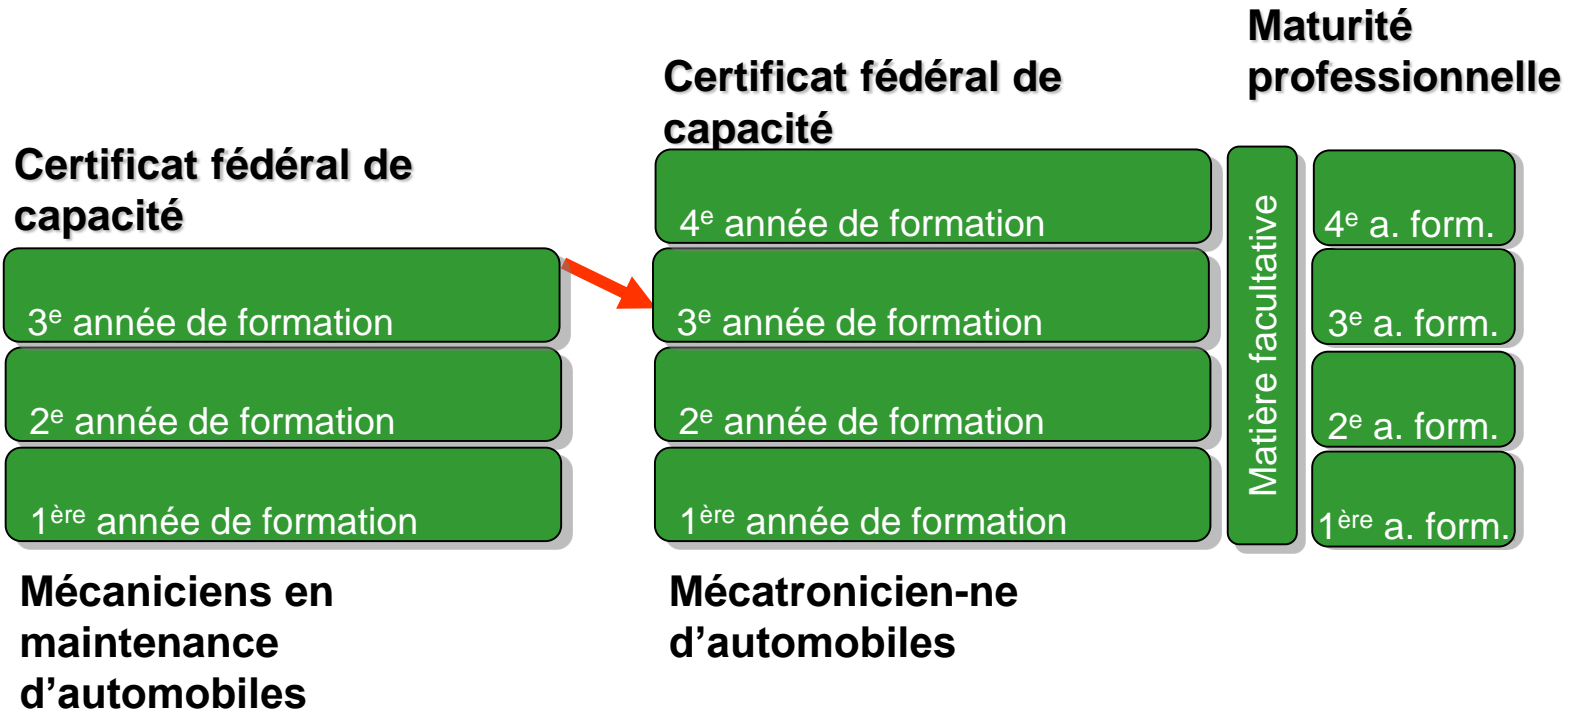 Certificat fédéral de
capacité
3e année de formation
2e année de formation
1ère année de formation
Mécaniciens en
maintenance
d’automobiles
Certificat fédéral de
capacité
4e année de formation
3e année de formation
2e année de formation
1ère année de formation
Mécatronicien-ne
d’automobiles
Matière facultative
Maturité
professionnelle
4e a. form.
3e a. form.
2e a. form.
1ère a. form.